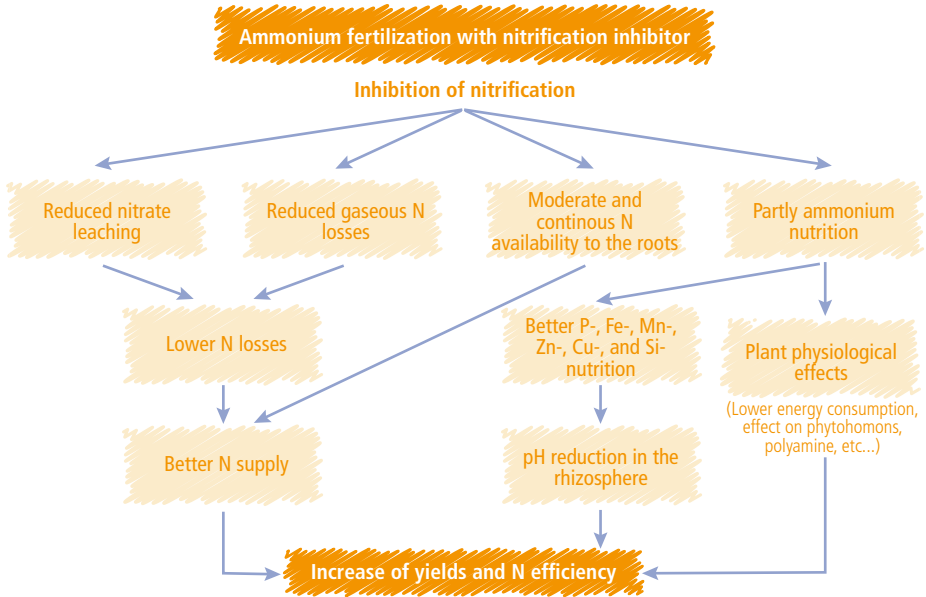 Ammonium fertilization with nitrification inhibitor
Inhibition of nitrification
Reduced nitrate
leaching
Reduced gaseous N
losses
Moderate and
continous N
availability to the roots
Partly ammonium
nutrition
Lower N losses
Better P-, Fe-, Mn-,
Zn-, Cu-, and Si-
nutrition
Plant physiological
effects
(Lower energy consumption,
effect on phytohomons,
polyamine, etc...)
Better N supply
pH reduction in the
rhizosphere
Increase of yields and N efficiency